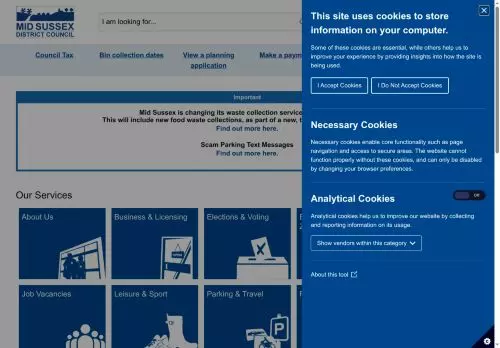 MID SUSSEX
DISTRICT COUNCIL
I am looking for...
Council Tax
Bin collection dates
View a planning
application
Make a paym
Important
Mid Sussex is changing its waste collection service
This will include new food waste collections, as part of a new, t
Find out more here.
Scam Parking Text Messages
Find out more here.
Our Services
About Us
Business & Licensing
Elections & Voting
Job Vacancies
Leisure & Sport
Parking & Travel
This site uses cookies to store
information on your computer.
Some of these cookies are essential, while others help us to
improve your experience by providing insights into how the site
is being used.
I Accept Cookies
I Do Not Accept Cookies
Necessary Cookies
Necessary cookies enable core functionality such as page
navigation and access to secure areas. The website cannot
function properly without these cookies, and can only be disabled
by changing your browser preferences.
Analytical Cookies
Off
Analytical cookies help us to improve our website by collecting
and reporting information on its usage.
Show vendors within this category
About this tool